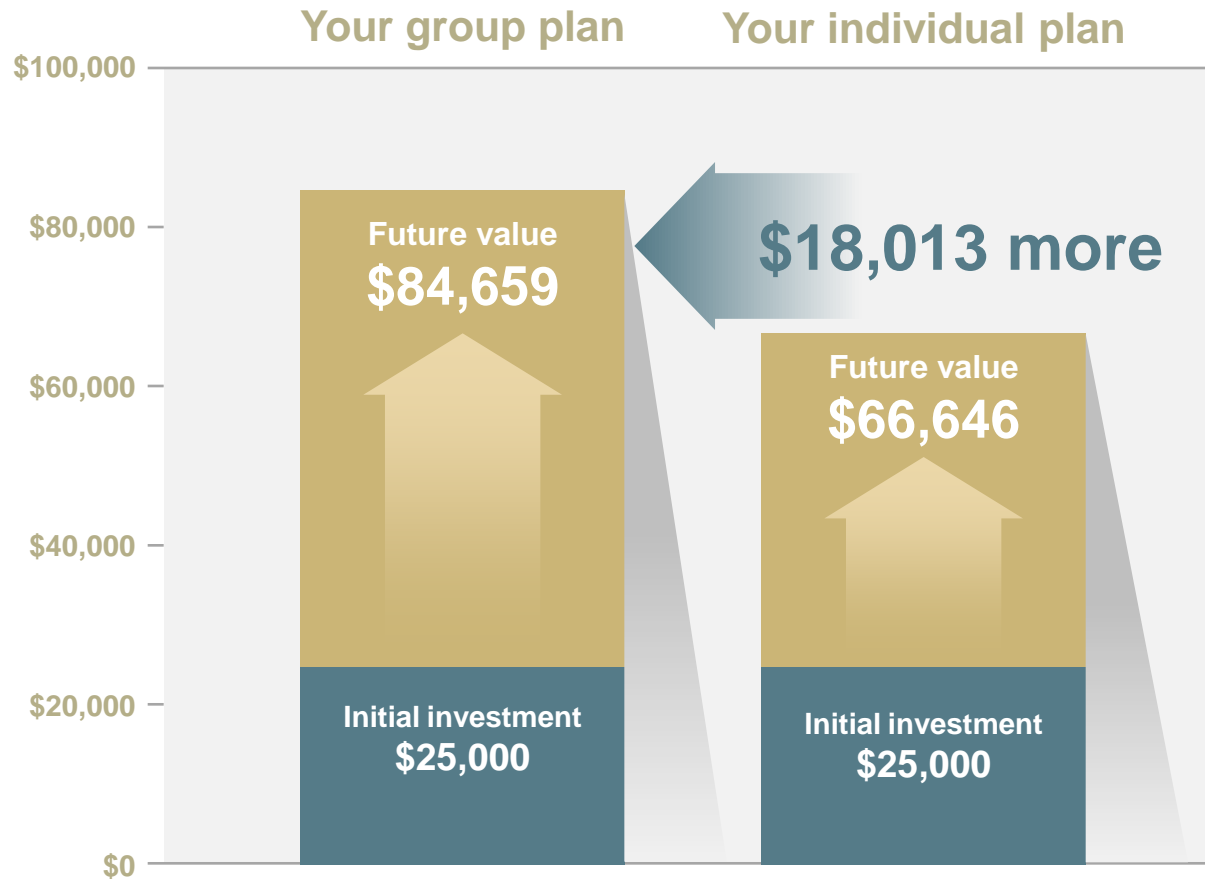 Your group plan
Your individual plan
$100,000
$80,000
$60,000
$40,000
$20,000
$0
Future value
$84,659
Initial investment
$25,000
$18,013 more
Future value
$66,646
Initial investment
$25,000